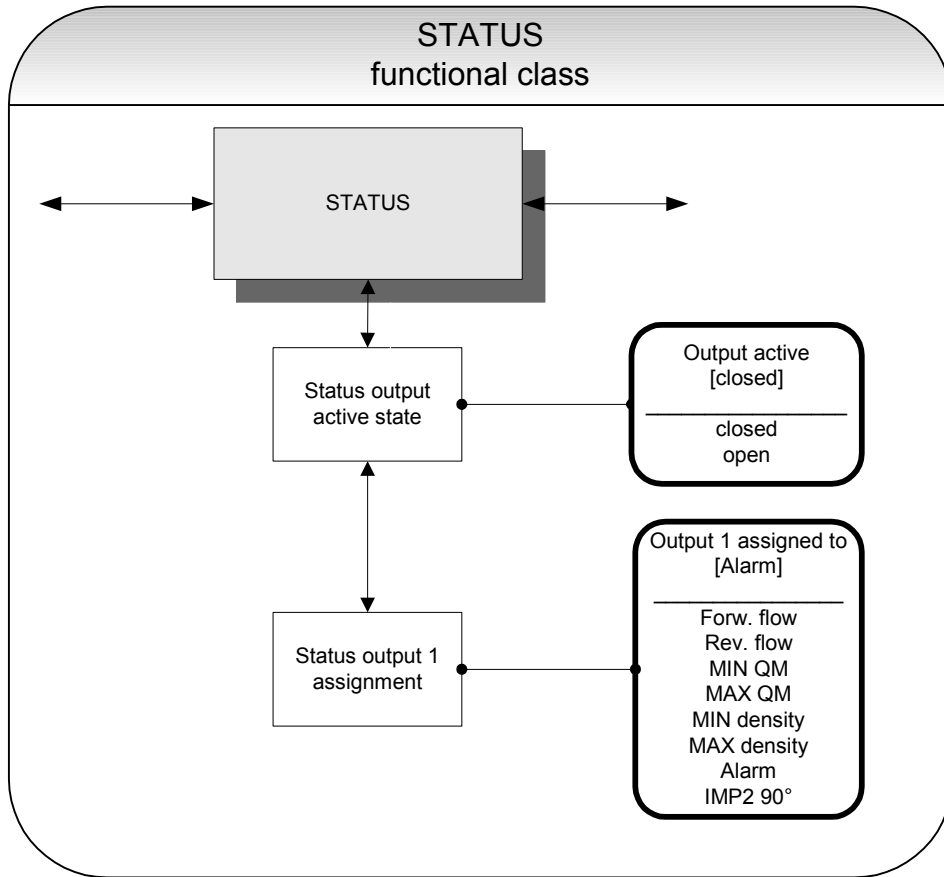 STATUS
functional class
STATUS
Status output
active state
Output active
[closed]
closed
open
Status output 1
assignment
Output 1 assigned to
[Alarm]
Forw. flow
Rev. flow
MIN QM
MAX QM
MIN density
MAX density
Alarm
IMP2 90°